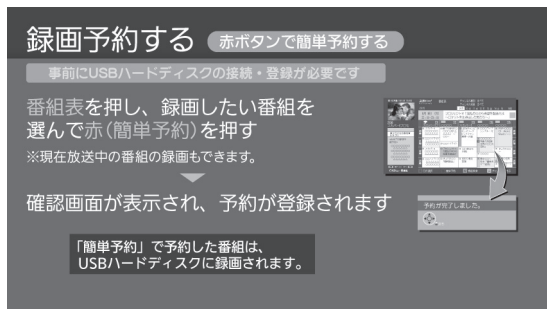 録画予約する 赤ボタンで簡単予約する
事前にUSBハードディスクの接続・登録が必要です
番組表を押し、録画したい番組を
選んで赤(簡単予約)を押す
※現在放送中の番組の録画もできます。
確認画面が表示され、予約が登録されます
予約が完了しました。
「簡単予約」で予約した番組は、
USBハードディスクに録画されます。